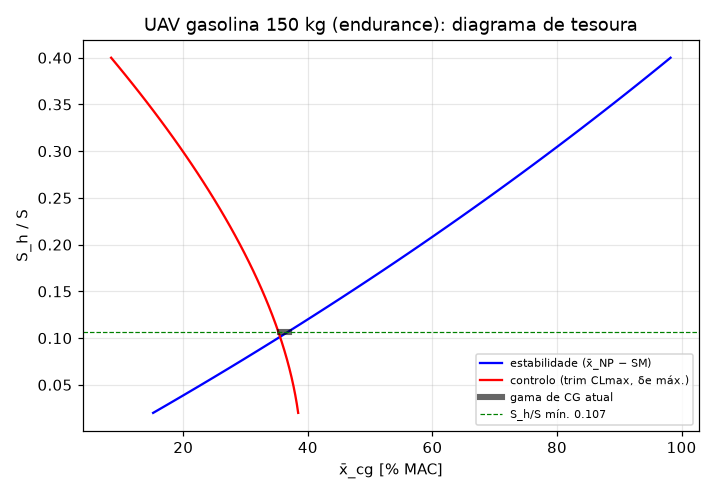 UAV gasolina 150 kg (endurance): diagrama de tesoura
0.40
0.35
0.30
0.25
0.20
0.15
0.10
0.05
S_h / S
estabilidade (x̄_NP − SM)
controlo (trim CLmax, δe máx.)
gama de CG atual
S_h/S mín. 0.107
20 40 60 80 100
x̄_cg [% MAC]